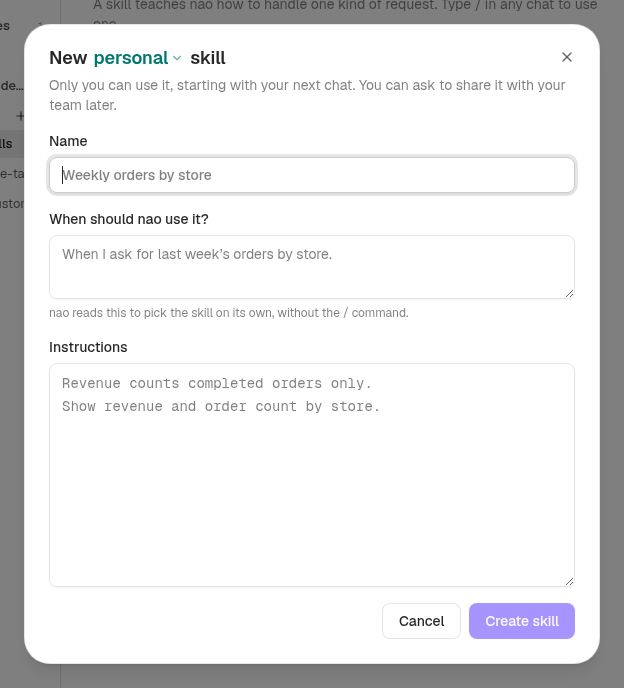 A skill teaches nao how to handle one kind of request. Type / in any chat to use
one.
New personal skill
Only you can use it, starting with your next chat. You can ask to share it with your
team later.
Name
Weekly orders by store
When should nao use it?
When I ask for last week's orders by store.
nao reads this to pick the skill on its own, without the / command.
Instructions
Revenue counts completed orders only.
Show revenue and order count by store.
Cancel
Create skill